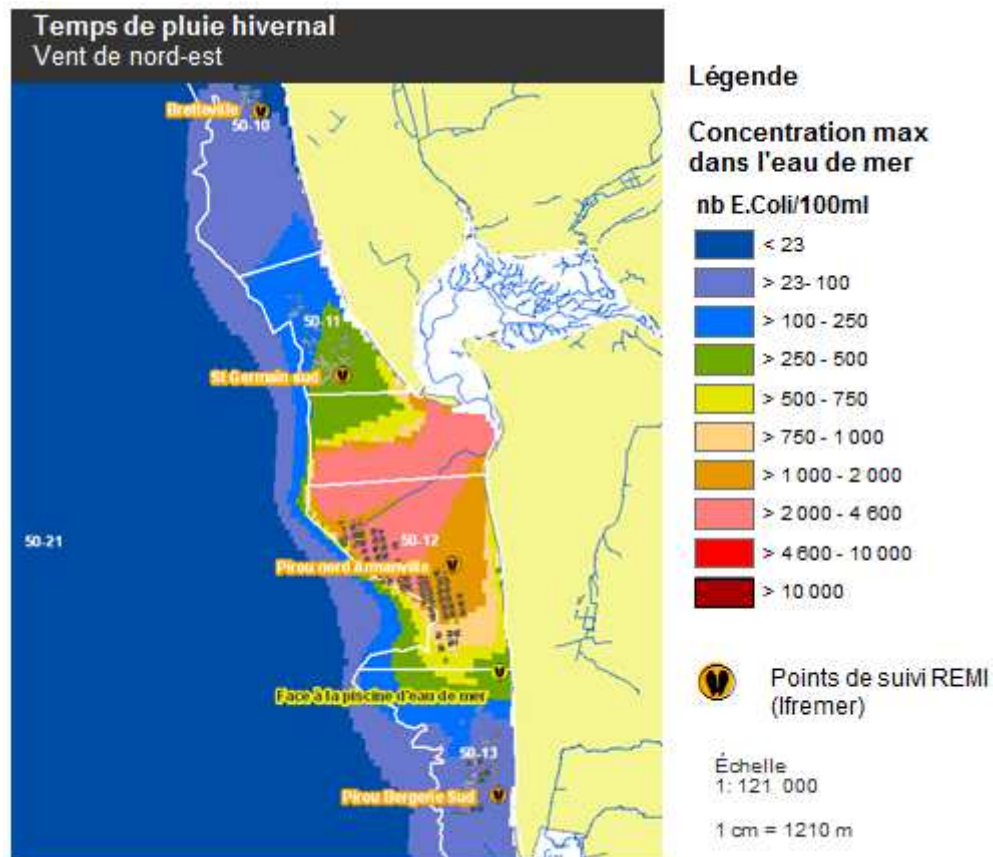 Temps de pluie hivernal
Vent de nord-est
Bretteville
50-10
50-11
St Germain sud
50-21
50-12
Pirou nord Armanville
Face à la piscine d'eau de mer
50-13
Pirou Bergerie Sud
Légende
Concentration max
dans l'eau de mer
nb E.Coli/100ml
< 23
> 23- 100
> 100 - 250
> 250 - 500
> 500 - 750
> 750 - 1 000
> 1 000 - 2 000
> 2 000 - 4 600
> 4 600 - 10 000
> 10 000
Points de suivi REMI
(Ifremer)
Échelle
1: 121 000
1 cm = 1210 m